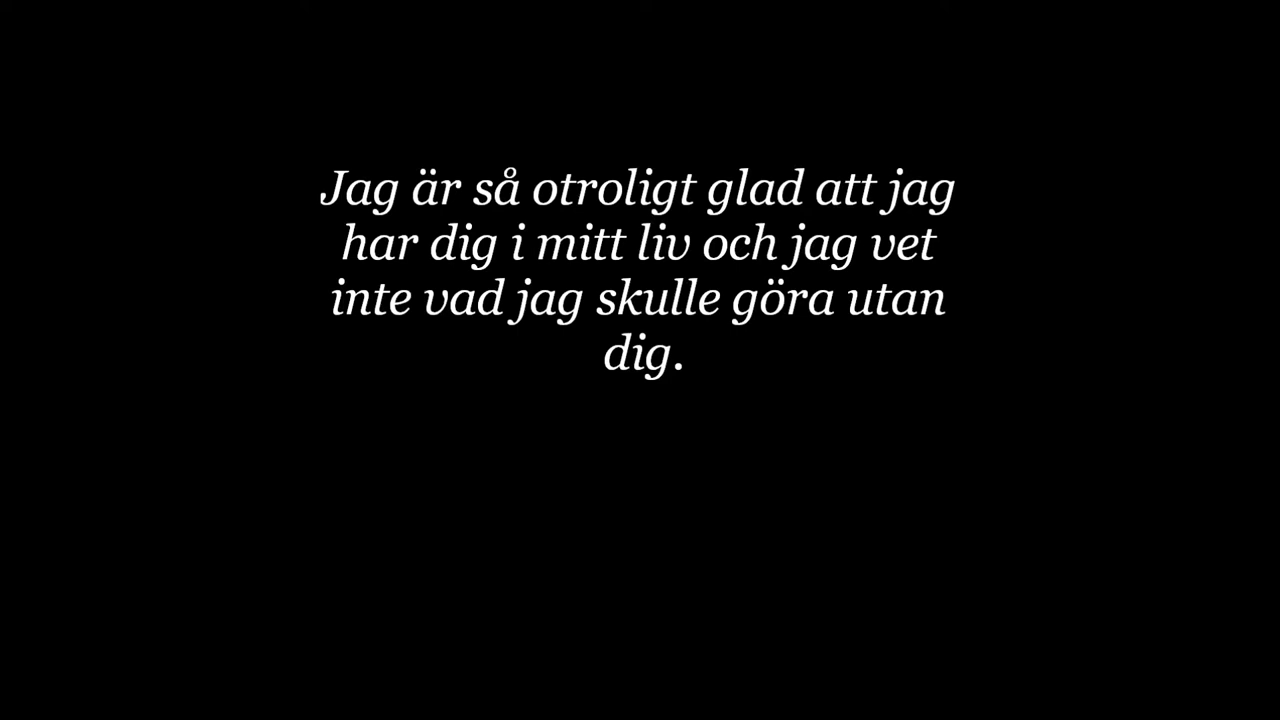 Jag är så otroligt glad att jag
har dig i mitt liv och jag vet
inte vad jag skulle göra utan
dig.